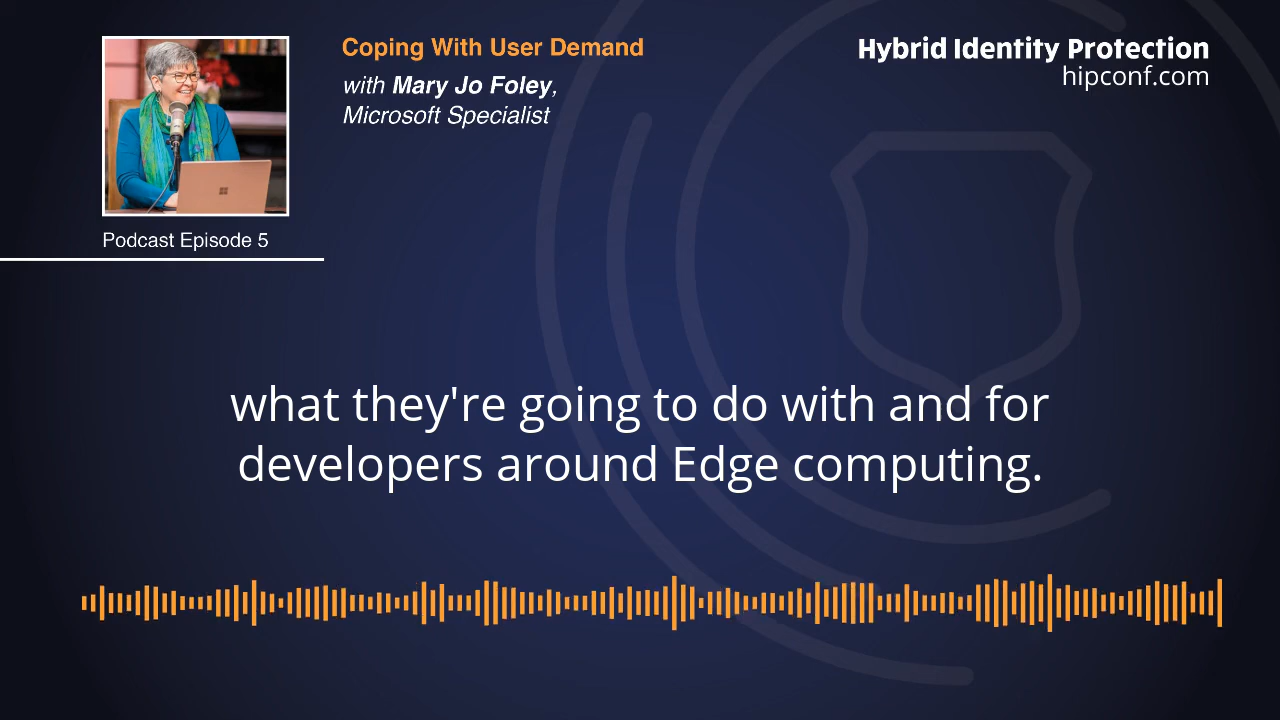 Coping With User Demand
with Mary Jo Foley,
Microsoft Specialist
Hybrid Identity Protection
hipconf.com
Podcast Episode 5
what they're going to do with and for
developers around Edge computing.